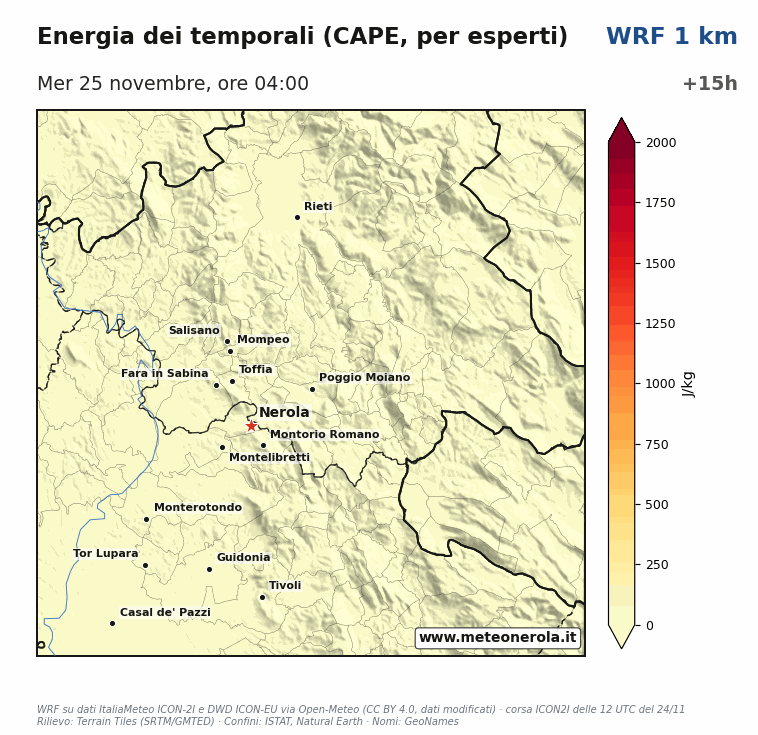 Energia dei temporali (CAPE, per esperti)
WRF 1 km
Mer 25 novembre, ore 04:00
+15h
Rieti
Salisano
Mompeo
Toffia
Fara in Sabina
Poggio Moiano
Nerola
Montorio Romano
Montelibretti
Monterotondo
Tor Lupara
Guidonia
Tivoli
Casal de' Pazzi
www.meteonerola.it
2000
1750
1500
1250
1000
750
500
250
0
J/kg
WRF su dati ItaliaMeteo ICON-2I e DWD ICON-EU via Open-Meteo (CC BY 4.0, dati modificati) · corsa ICON2I delle 12 UTC del 24/11
Rilievo: Terrain Tiles (SRTM/GMTED) · Confini: ISTAT, Natural Earth · Nomi: GeoNames